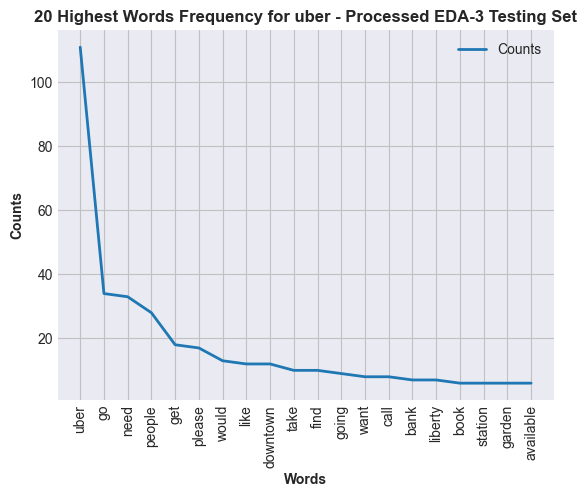 20 Highest Words Frequency for uber - Processed EDA-3 Testing Set
Counts
100
80
60
40
20
Counts
uber
go
need
people
get
please
would
like
downtown
take
find
going
want
call
bank
liberty
book
station
garden
available
Words